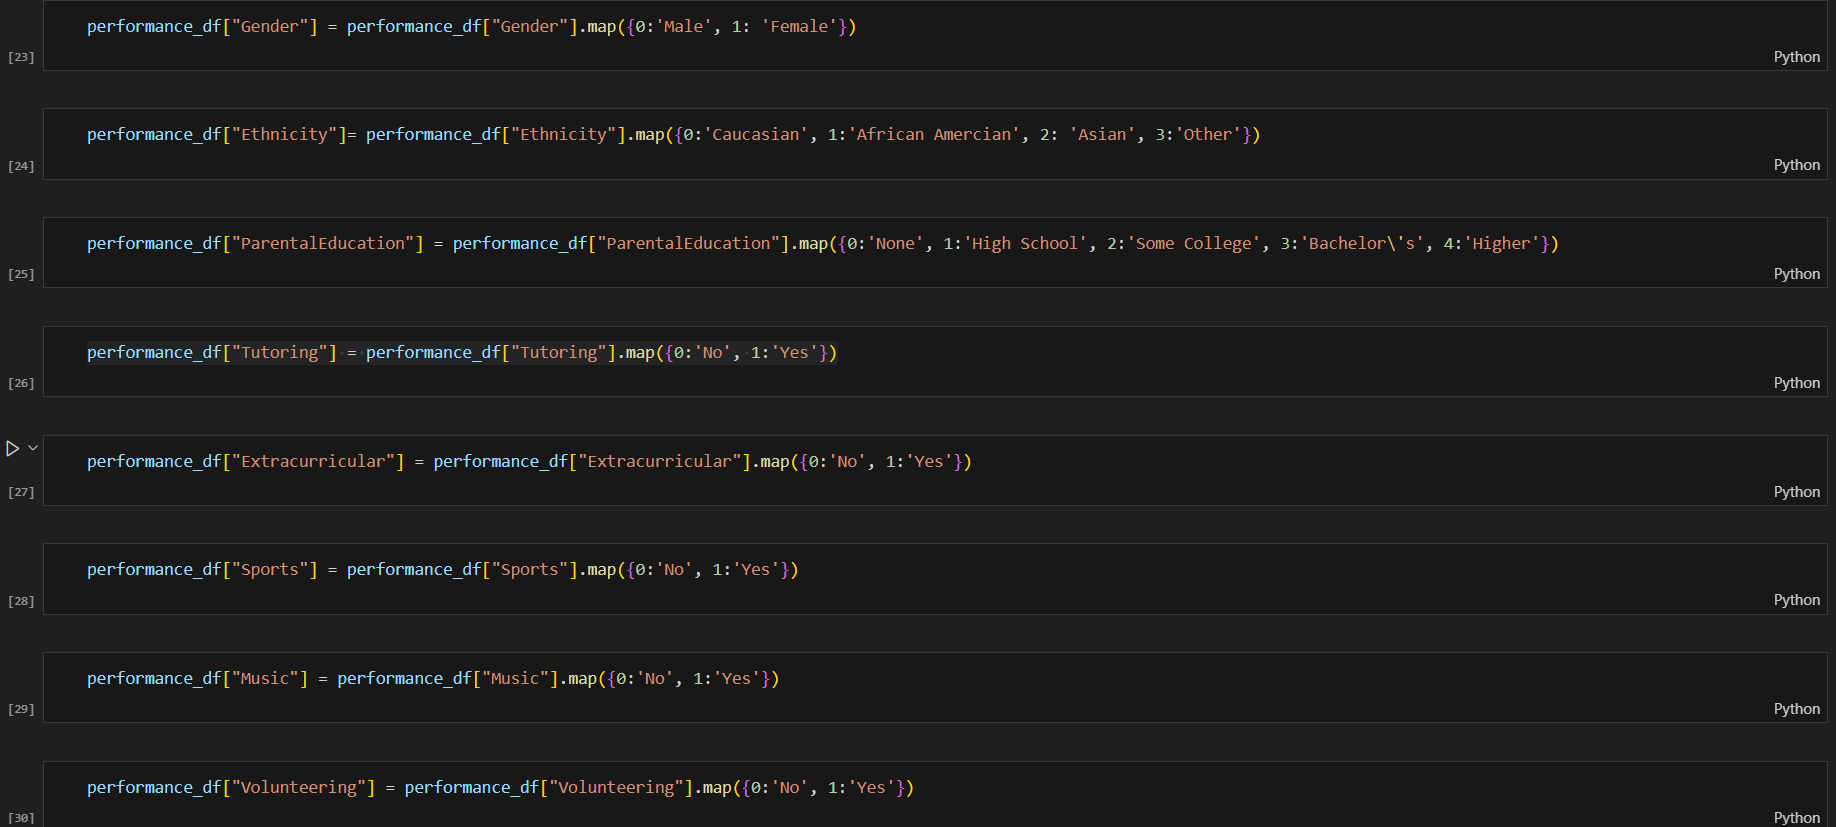 performance_df["Gender"] = performance_df["Gender"].map({0:'Male', 1: 'Female'})
[23]
Python
performance_df["Ethnicity"]= performance_df["Ethnicity"].map({0:'Caucasian', 1:'African Amercian', 2: 'Asian', 3:'Other'})
[24]
Python
performance_df["ParentalEducation"] = performance_df["ParentalEducation"].map({0:'None', 1:'High School', 2:'Some College', 3:'Bachelor\'s', 4:'Higher'})
[25]
Python
performance_df["Tutoring"] = performance_df["Tutoring"].map({0:'No', 1:'Yes'})
[26]
Python
performance_df["Extracurricular"] = performance_df["Extracurricular"].map({0:'No', 1:'Yes'})
[27]
Python
performance_df["Sports"] = performance_df["Sports"].map({0:'No', 1:'Yes'})
[28]
Python
performance_df["Music"] = performance_df["Music"].map({0:'No', 1:'Yes'})
[29]
Python
performance_df["Volunteering"] = performance_df["Volunteering"].map({0:'No', 1:'Yes'})
[30]
Python